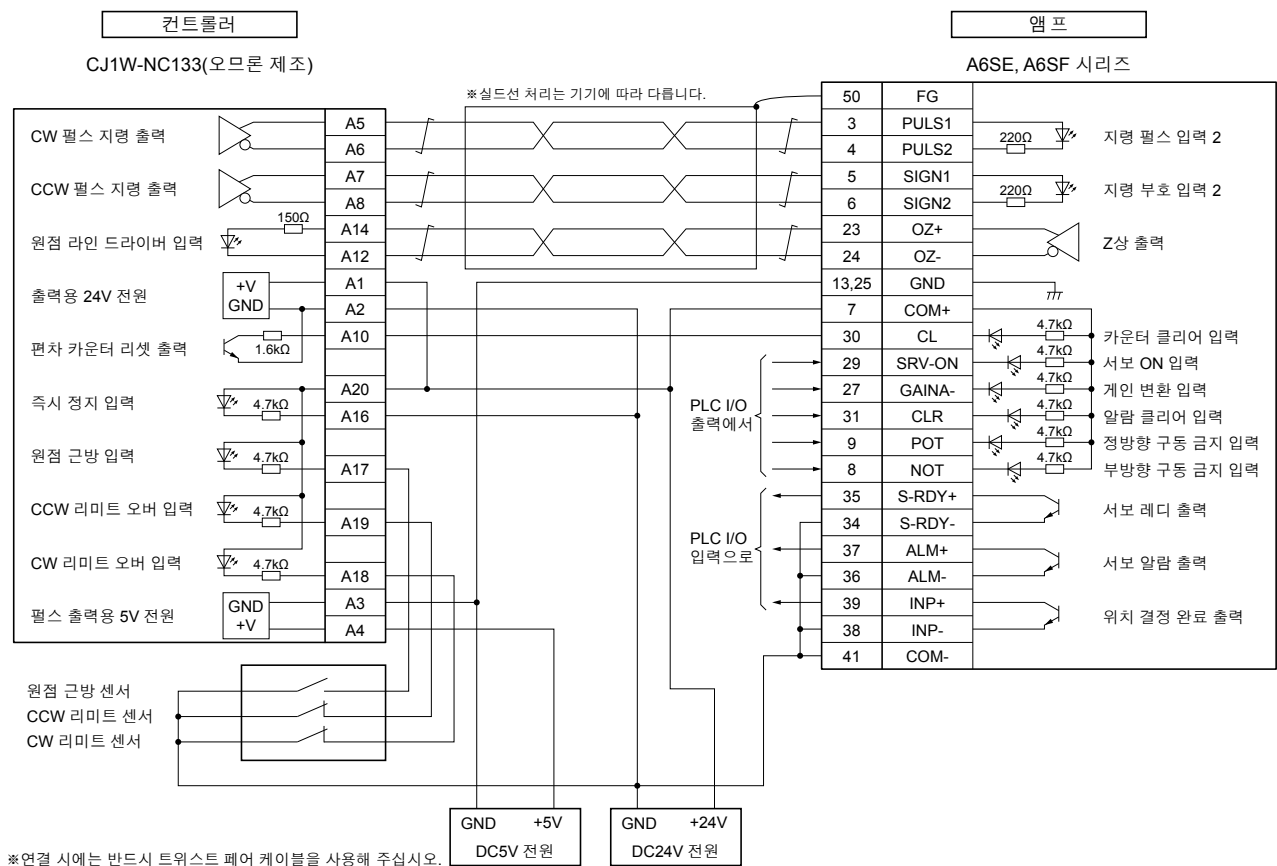 컨트롤러
앰 프
CJ1W-NC133(오므론 제조)
A6SE, A6SF 시리즈
※실드선 처리는 기기에 따라 다릅니다.
CW 펄스 지령 출력
A5
A6
CCW 펄스 지령 출력
A7
A8
원점 라인 드라이버 입력
150Ω
A14
A12
출력용 24V 전원
+V
GND
A1
A2
편차 카운터 리셋 출력
1.6kΩ
A10
즉시 정지 입력
4.7kΩ
A20
A16
원점 근방 입력
4.7kΩ
A17
CCW 리미트 오버 입력
4.7kΩ
A19
CW 리미트 오버 입력
4.7kΩ
A18
펄스 출력용 5V 전원
GND
+V
A3
A4
50 FG
3 PULS1
4 PULS2
220Ω
지령 펄스 입력 2
5 SIGN1
6 SIGN2
220Ω
지령 부호 입력 2
23 OZ+
24 OZ-
Z상 출력
13,25 GND
7 COM+
30 CL 4.7kΩ 카운터 클리어 입력
29 SRV-ON 4.7kΩ 서보 ON 입력
27 GAINA- 4.7kΩ 게인 변환 입력
31 CLR 4.7kΩ 알람 클리어 입력
9 POT 4.7kΩ 정방향 구동 금지 입력
8 NOT 4.7kΩ 부방향 구동 금지 입력
PLC I/O
출력에서
35 S-RDY+
34 S-RDY-
서보 레디 출력
37 ALM+
36 ALM-
서보 알람 출력
39 INP+
38 INP-
위치 결정 완료 출력
41 COM-
PLC I/O
입력으로
원점 근방 센서
CCW 리미트 센서
CW 리미트 센서
GND +5V
DC5V 전원
GND +24V
DC24V 전원
※연결 시에는 반드시 트위스트 페어 케이블을 사용해 주십시오.